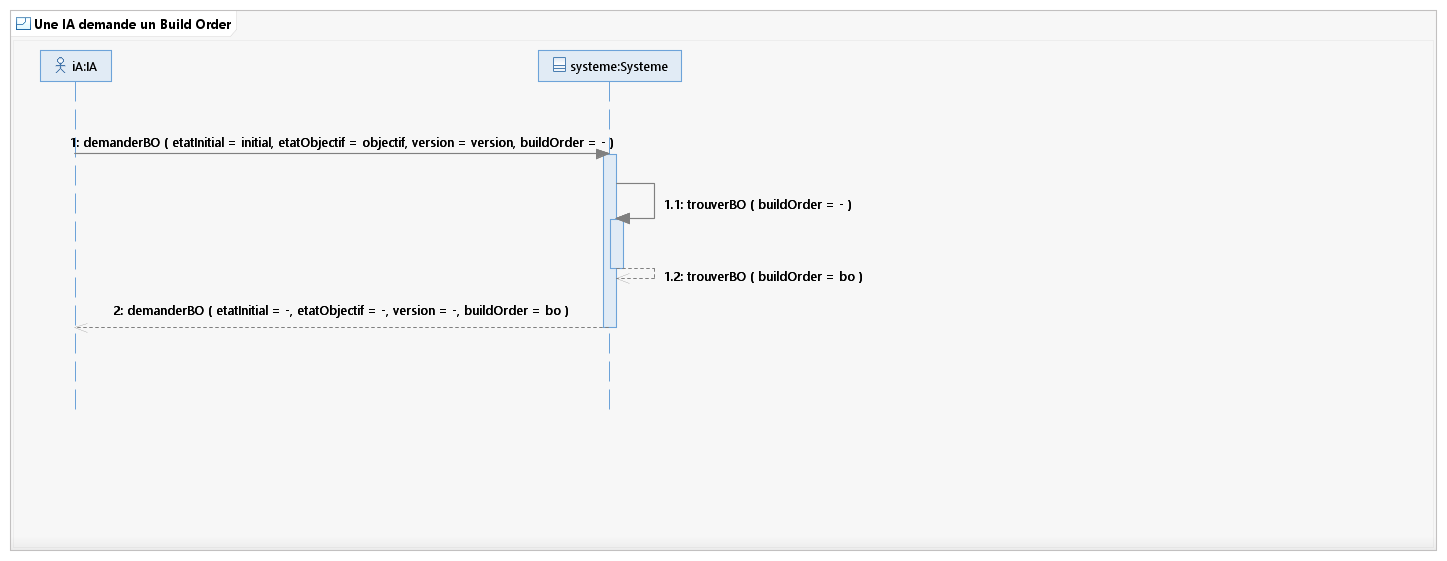 Une IA demande un Build Order
iA:IA
systeme:Systeme
1: demanderBO ( etatInitial = initial, etatObjectif = objectif, version = version, buildOrder = - )
1.1: trouverBO ( buildOrder = - )
1.2: trouverBO ( buildOrder = bo )
2: demanderBO ( etatInitial = -, etatObjectif = -, version = -, buildOrder = bo )